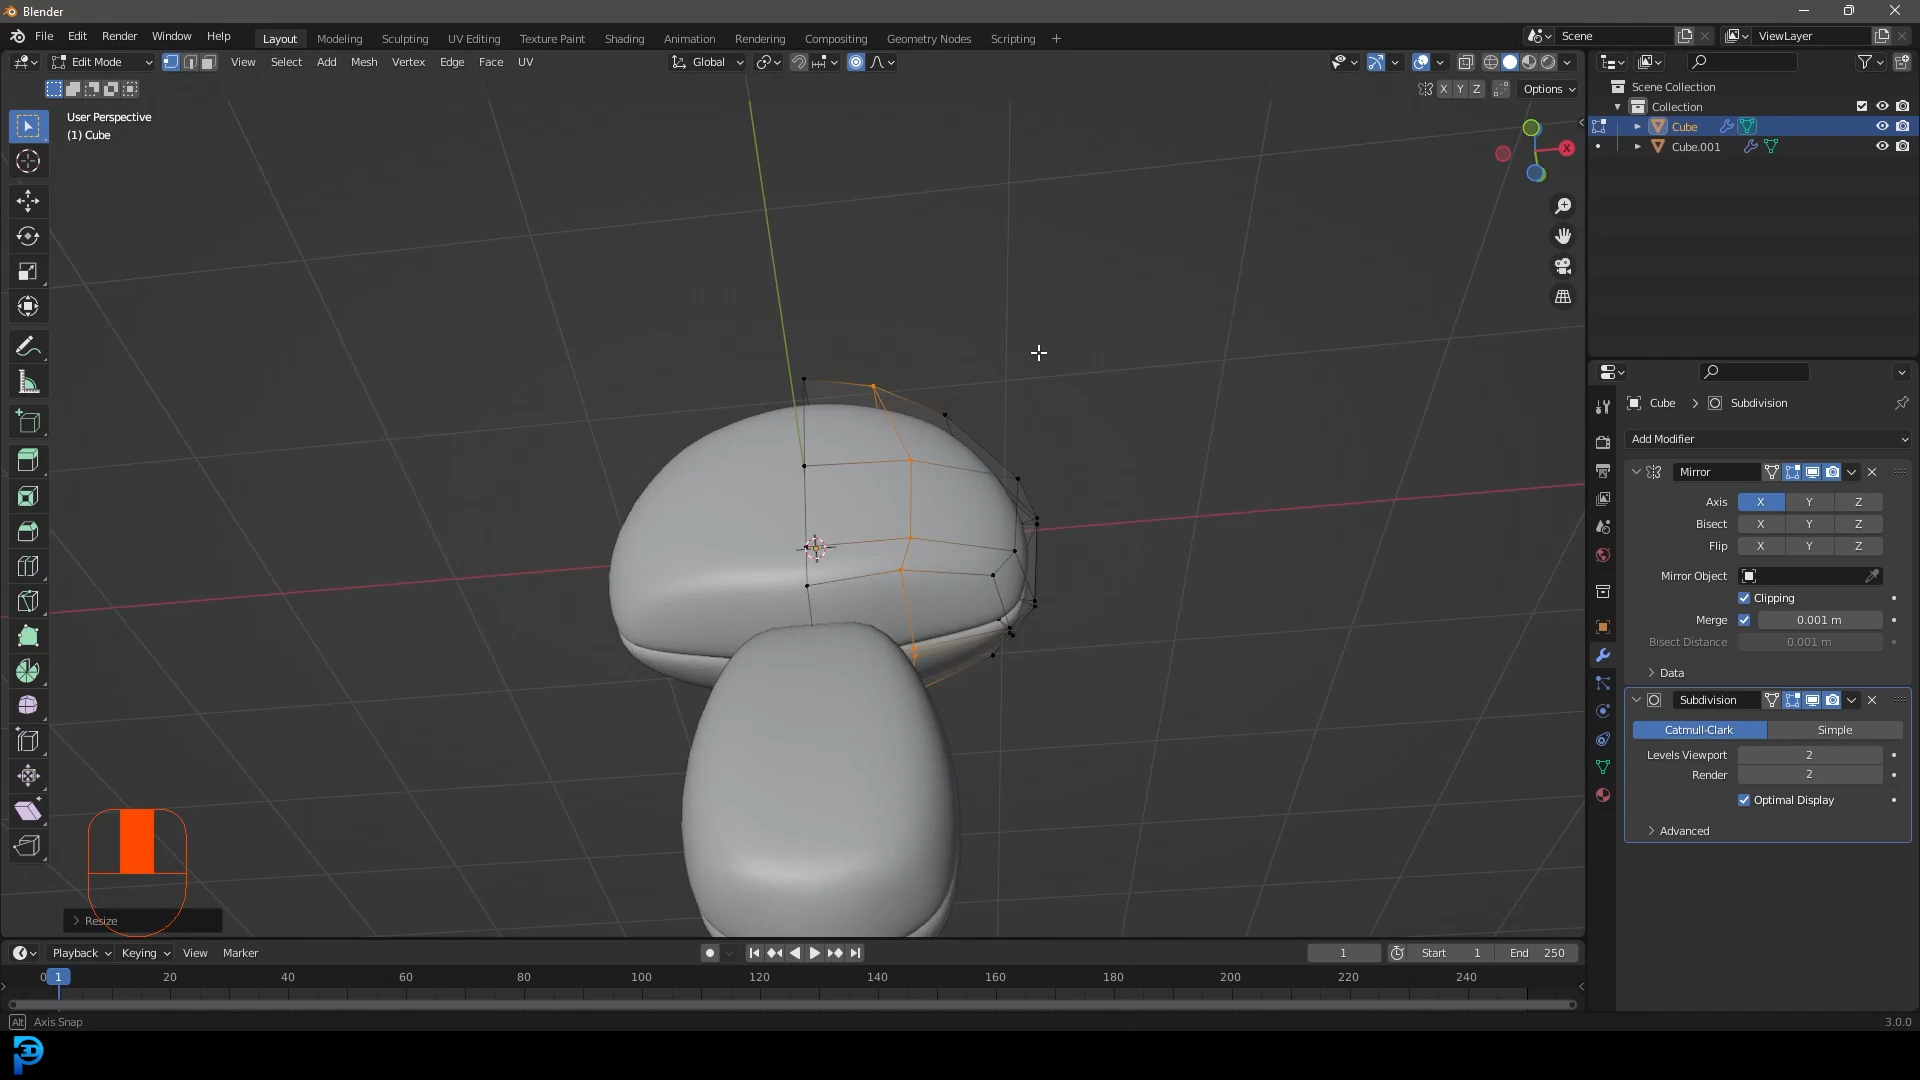 Blender
File Edit Render Window Help
Layout Modeling Sculpting UV Editing Texture Paint Shading Animation Rendering Compositing Geometry Nodes Scripting +
Scene
ViewLayer
Edit Mode View Select Add Mesh Vertex Edge Face UV
Global
X Y Z Options
User Perspective
(1) Cube
X
Scene Collection
Collection
Cube
Cube.001
Cube > Subdivision
Add Modifier
Mirror
Axis X Y Z
Bisect X Y Z
Flip X Y Z
Mirror Object
Clipping
Merge 0.001 m
Bisect Distance 0.001 m
Data
Subdivision
Catmull-Clark Simple
Levels Viewport 2
Render 2
Optimal Display
Advanced
Resize
Playback Keying View Marker
1 Start 1 End 250
0 1 20 40 60 80 100 120 140 160 180 200 220 240
Alt Axis Snap
3.0.0
P3D